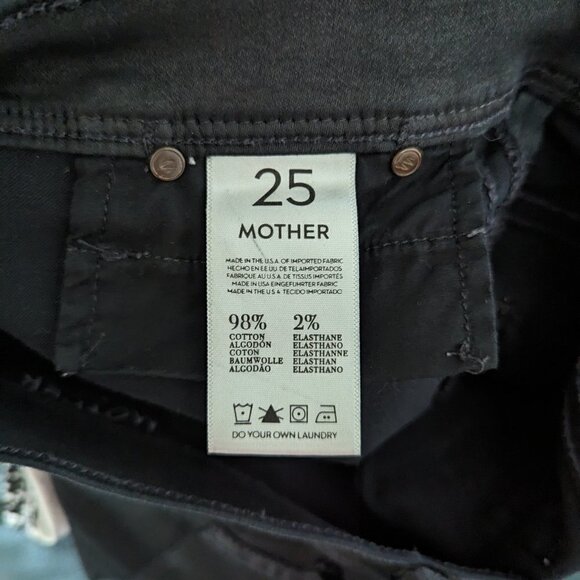 25
MOTHER
MADE IN THE U.S.A. OF IMPORTED FABRIC
HECHO EN EE.UU. DE TELA IMPORTADOS
FABRIQUE AU U.S.A. DE TISSUS IMPORTÉS
MADE IN USA EINGEFUHRTER FABRIC
MADE IN THE U S A TECIDO IMPORTADO
98% 2%
COTTON ELASTHANE
ALGODÓN ELASTHANO
COTON ELASTHANNE
BAUMWOLLE ELASTHAN
ALGODÃO ELASTHANO
DO YOUR OWN LAUNDRY